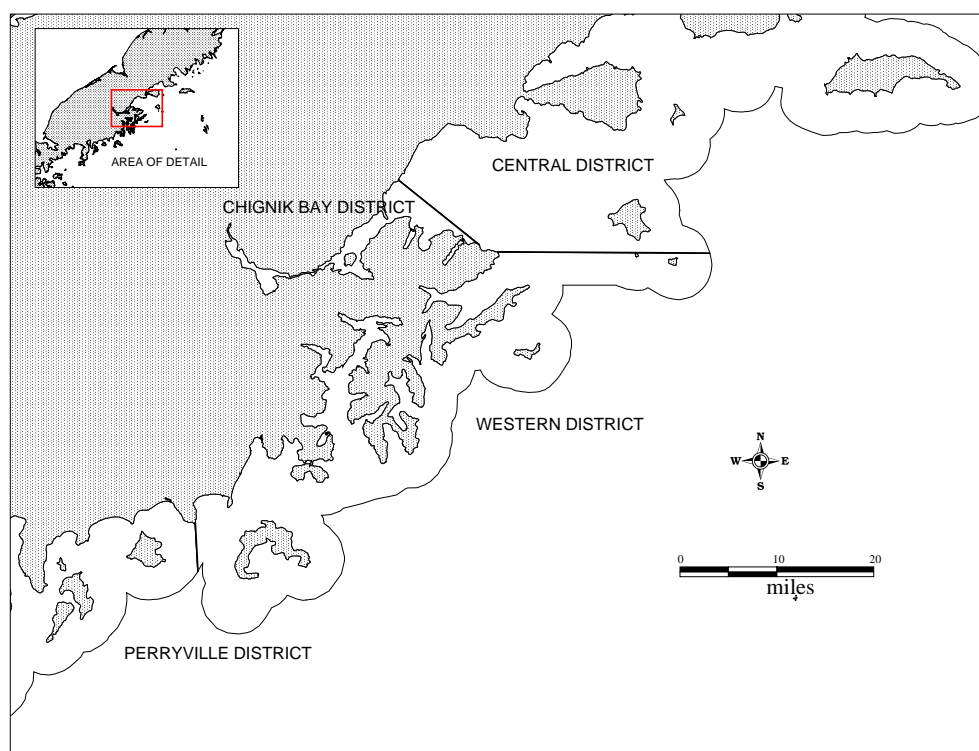 AREA OF DETAIL
CENTRAL DISTRICT
CHIGNIK BAY DISTRICT
WESTERN DISTRICT
N
W E
S
0 10 20
miles
PERRYVILLE DISTRICT